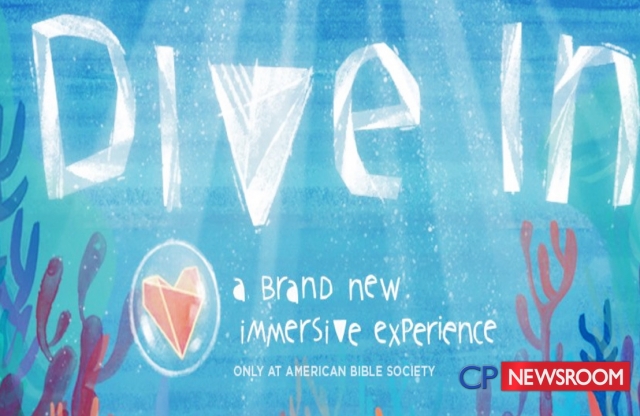 Dive In
a Brand new
immersive experience
ONLY AT AMERICAN BIBLE SOCIETY
CP NEWSROOM